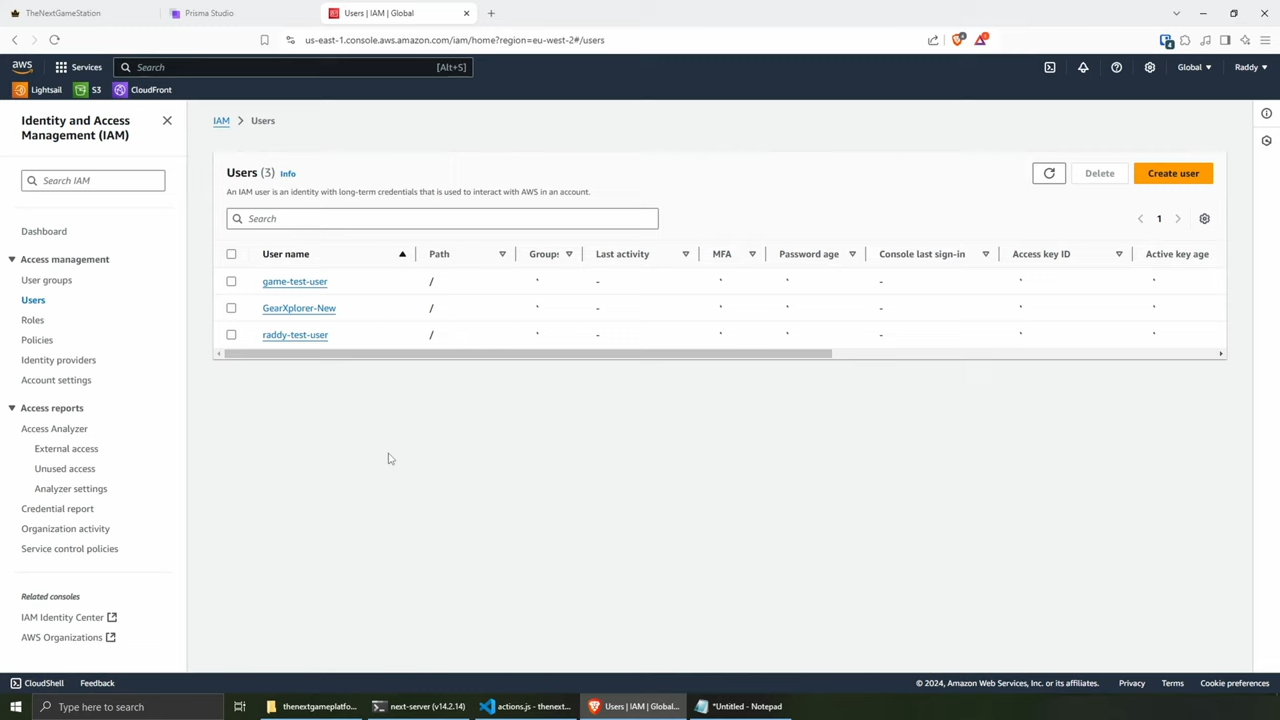 TheNextGameStation
Prisma Studio
Users | IAM | Global
us-east-1.console.aws.amazon.com/iam/home?region=eu-west-2#/users
aws
Services
Search
[Alt+S]
Global
Raddy
Lightsail
S3
CloudFront
Identity and Access
Management (IAM)
Search IAM
Dashboard
Access management
User groups
Users
Roles
Policies
Identity providers
Account settings
Access reports
Access Analyzer
External access
Unused access
Analyzer settings
Credential report
Organization activity
Service control policies
Related consoles
IAM Identity Center
AWS Organizations
IAM > Users
Users (3) Info
An IAM user is an identity with long-term credentials that is used to interact with AWS in an account.
Delete
Create user
Search
1
User name
Path
Groups
Last activity
MFA
Password age
Console last sign-in
Access key ID
Active key age
game-test-user / - -
GearXplorer-New / - -
raddy-test-user / - -
CloudShell
Feedback
© 2024, Amazon Web Services, Inc. or its affiliates.
Privacy
Terms
Cookie preferences
Type here to search
thenextgameplatfo...
next-server (v14.2.14)
actions.js - thenext...
Users | IAM | Global...
*Untitled - Notepad